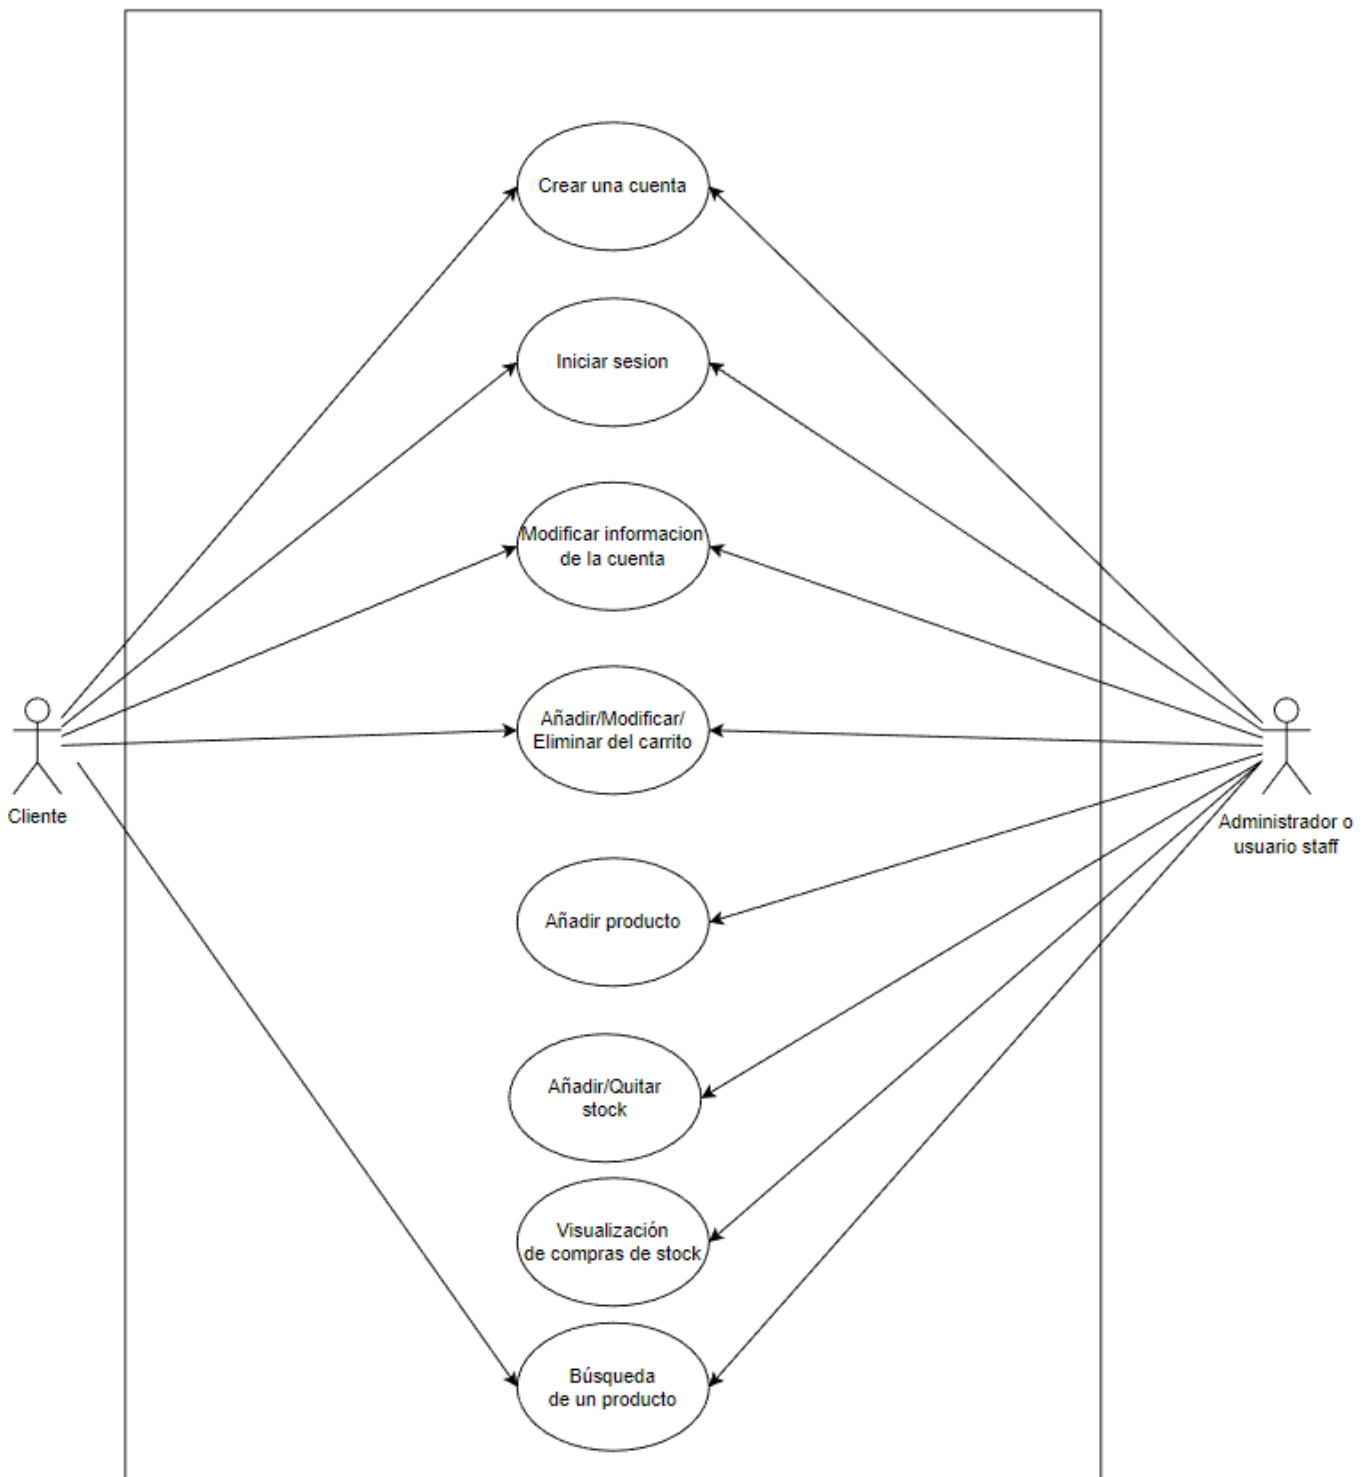 Crear una cuenta
Iniciar sesion
Modificar informacion
de la cuenta
Añadir/Modificar/
Eliminar del carrito
Cliente
Administrador o
usuario staff
Añadir producto
Añadir/Quitar
stock
Visualización
de compras de stock
Búsqueda
de un producto